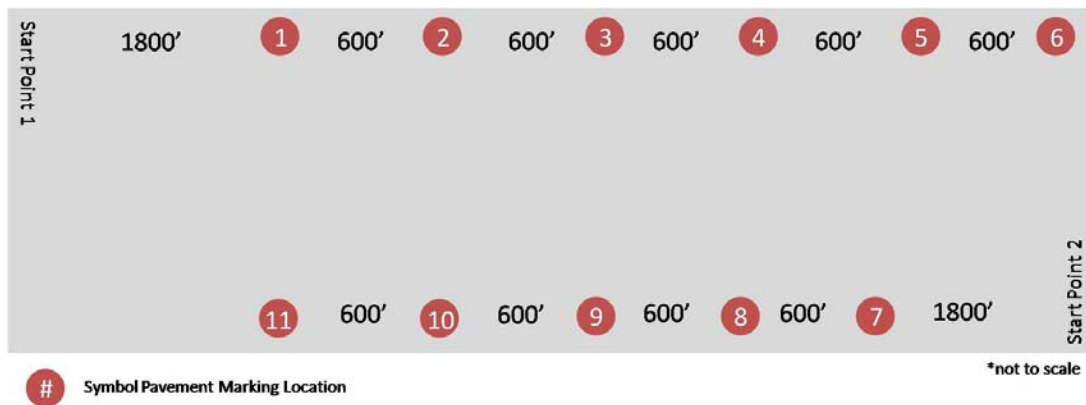 Start Point 1
1800’ 1 600’ 2 600’ 3 600’ 4 600’ 5 600’ 6
11 600’ 10 600’ 9 600’ 8 600’ 7 1800’
Start Point 2
*not to scale
# Symbol Pavement Marking Location